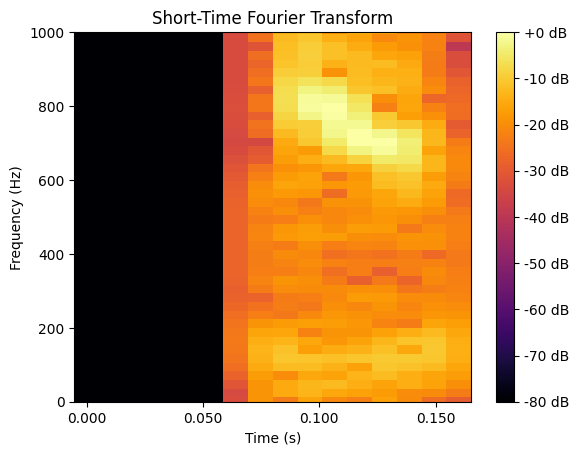 Short-Time Fourier Transform
1000
800
600
400
200
0
Frequency (Hz)
0.000
0.050
0.100
0.150
Time (s)
+0 dB
-10 dB
-20 dB
-30 dB
-40 dB
-50 dB
-60 dB
-70 dB
-80 dB